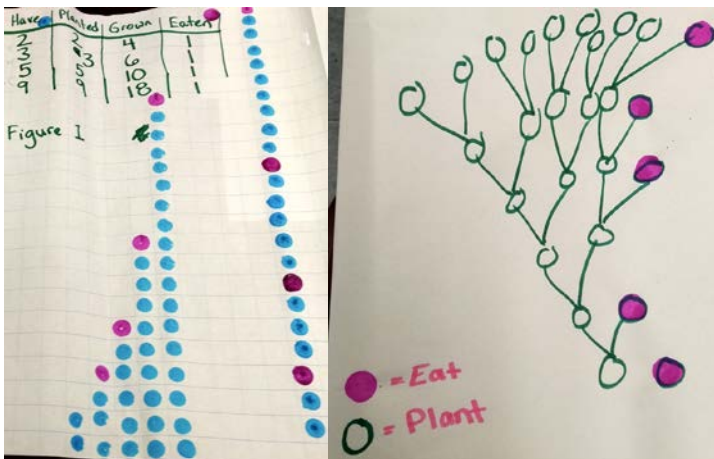 Have Planted Grown Eaten
2 2 4 1
3 3 6 1
5 5 10 1
9 9 18 1
Figure I
= Eat
= Plant